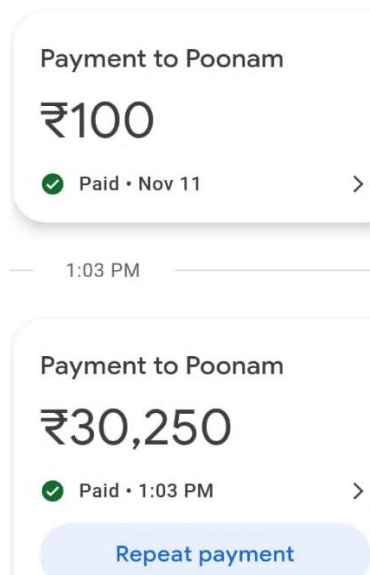 Payment to Poonam
₹100
Paid • Nov 11
1:03 PM
Payment to Poonam
₹30,250
Paid • 1:03 PM
Repeat payment